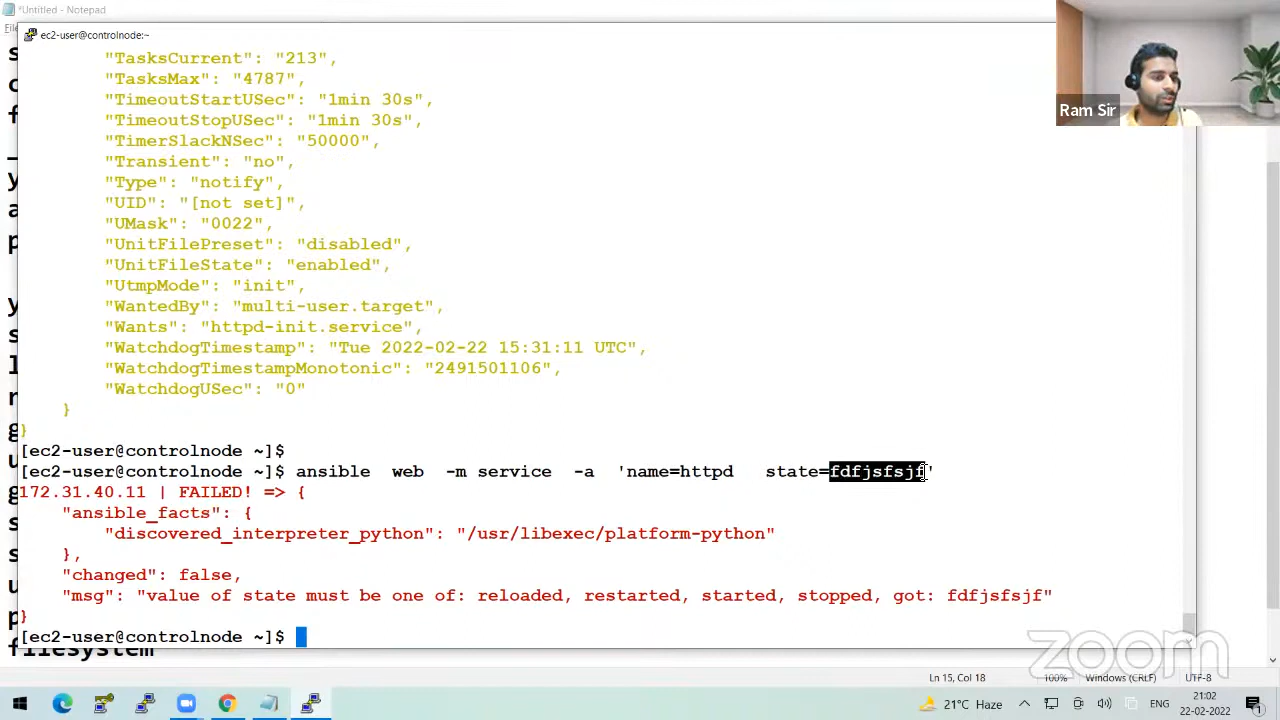 *Untitled - Notepad
ec2-user@controlnode:~
Ram Sir
"TasksCurrent": "213",
"TasksMax": "4787",
"TimeoutStartUSec": "1min 30s",
"TimeoutStopUSec": "1min 30s",
"TimerSlackNSec": "50000",
"Transient": "no",
"Type": "notify",
"UID": "[not set]",
"UMask": "0022",
"UnitFilePreset": "disabled",
"UnitFileState": "enabled",
"UtmpMode": "init",
"WantedBy": "multi-user.target",
"Wants": "httpd-init.service",
"WatchdogTimestamp": "Tue 2022-02-22 15:31:11 UTC",
"WatchdogTimestampMonotonic": "2491501106",
"WatchdogUSec": "0"
}
}
[ec2-user@controlnode ~]$
[ec2-user@controlnode ~]$ ansible web -m service -a 'name=httpd state=fdfjsfsjf'
172.31.40.11 | FAILED! => {
"ansible_facts": {
"discovered_interpreter_python": "/usr/libexec/platform-python"
},
"changed": false,
"msg": "value of state must be one of: reloaded, restarted, started, stopped, got: fdfjsfsjf"
}
[ec2-user@controlnode ~]$
filesystem
zoom
Ln 15, Col 18 100% Windows (CRLF) UTF-8
21°C Haze ENG 21:02
22-02-2022